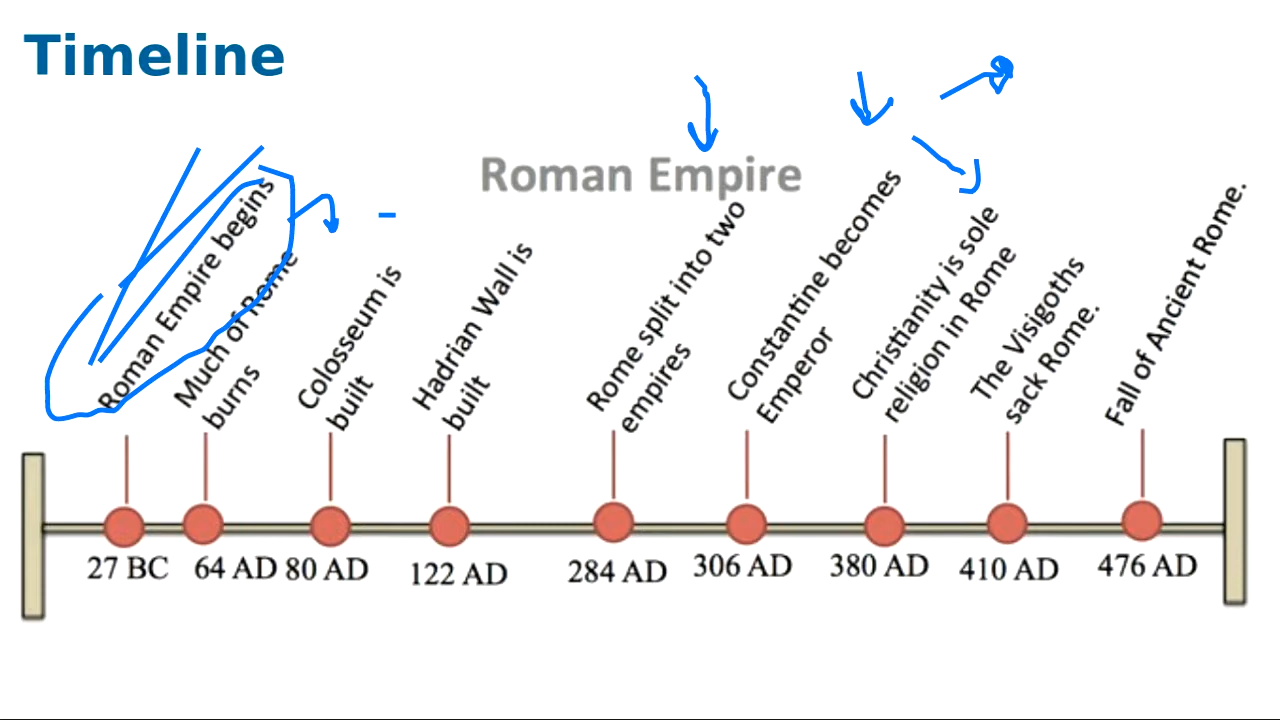 Timeline
Roman Empire
Roman Empire begins
Much of Rome
burns
Colosseum is
built
Hadrian Wall is
built
Rome split into two
empires
Constantine becomes
Emperor
Christianity is sole
religion in Rome
The Visigoths
sack Rome.
Fall of Ancient Rome.
27 BC
64 AD
80 AD
122 AD
284 AD
306 AD
380 AD
410 AD
476 AD